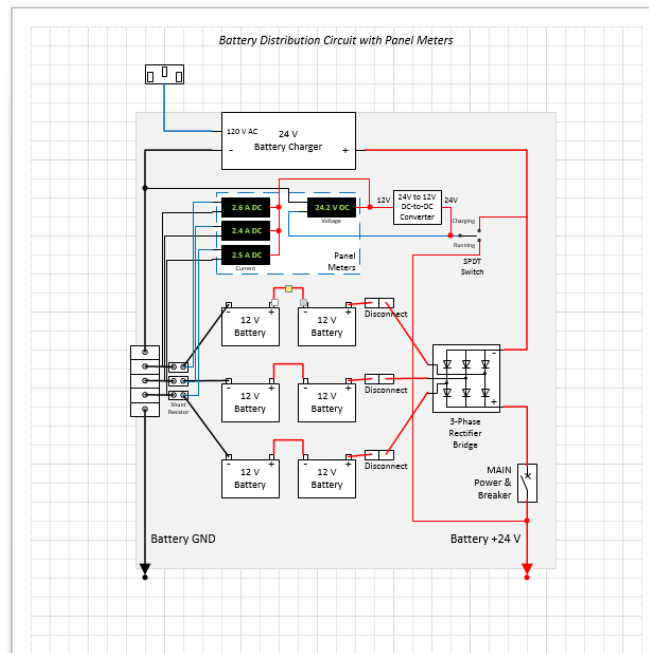 Battery Distribution Circuit with Panel Meters
120 V AC
24 V
Battery Charger
-
+
2.6 A DC
2.4 A DC
2.5 A DC
Current
24.2 V DC
Voltage
Panel
Meters
12V
24V to 12V
DC-to-DC
Converter
24V
Charging
Running
SPDT
Switch
-
+
12 V
Battery
-
+
12 V
Battery
Disconnect
-
+
12 V
Battery
-
+
12 V
Battery
Disconnect
-
+
12 V
Battery
-
+
12 V
Battery
Disconnect
Shunt
Resistor
-
+
3-Phase
Rectifier
Bridge
MAIN
Power &
Breaker
Battery GND
Battery +24 V